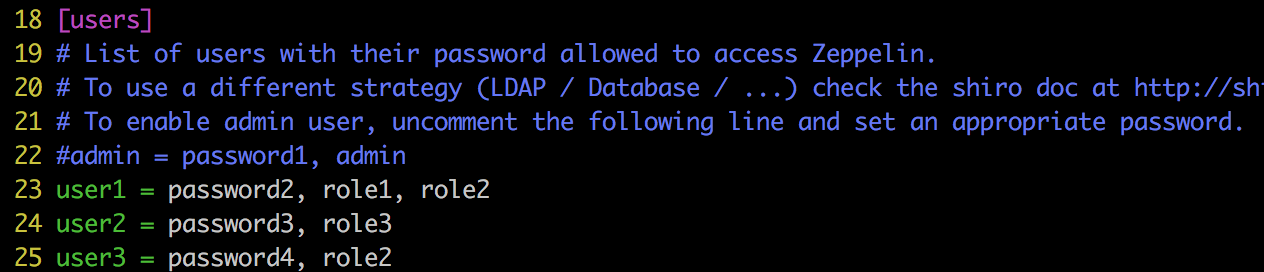 18 [users]
19 # List of users with their password allowed to access Zeppelin.
20 # To use a different strategy (LDAP / Database / ...) check the shiro doc at http://sh
21 # To enable admin user, uncomment the following line and set an appropriate password.
22 #admin = password1, admin
23 user1 = password2, role1, role2
24 user2 = password3, role3
25 user3 = password4, role2